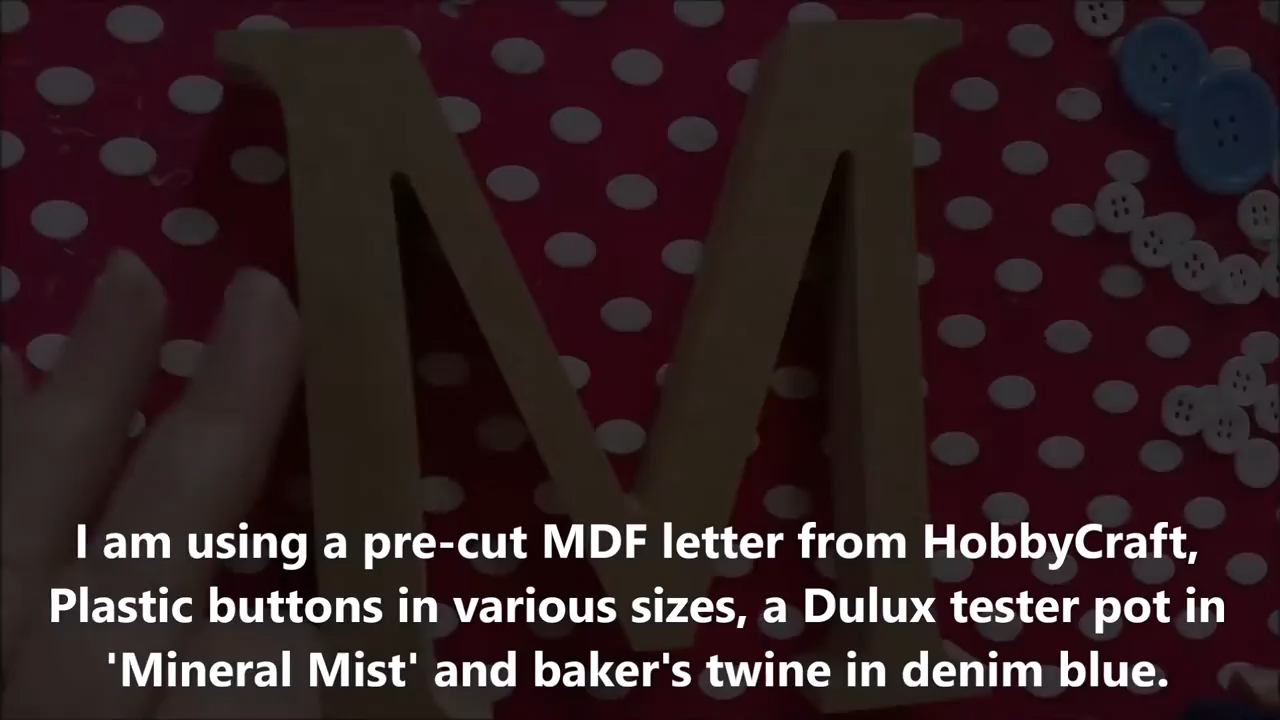 I am using a pre-cut MDF letter from HobbyCraft,
Plastic buttons in various sizes, a Dulux tester pot in
'Mineral Mist' and baker's twine in denim blue.